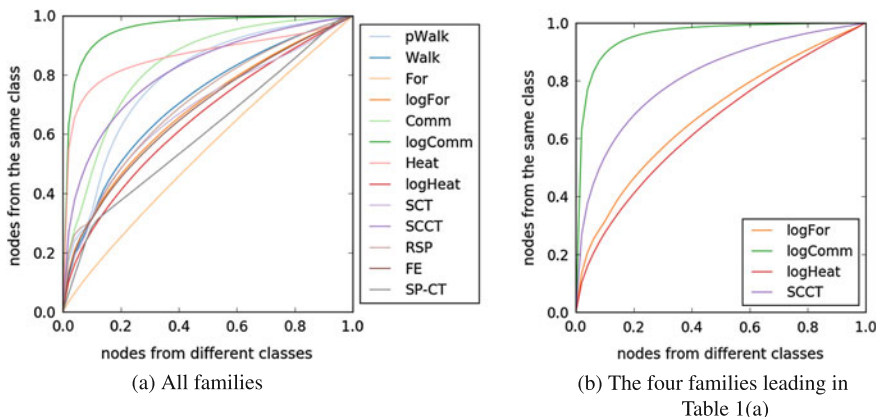 1.0
0.8
0.6
0.4
0.2
0.0
nodes from the same class
0.0 0.2 0.4 0.6 0.8 1.0
nodes from different classes
pWalk
Walk
For
logFor
Comm
logComm
Heat
logHeat
SCT
SCCT
RSP
FE
SP-CT
(a) All families
1.0
0.8
0.6
0.4
0.2
0.0
nodes from the same class
logFor
logComm
logHeat
SCCT
0.0 0.2 0.4 0.6 0.8 1.0
nodes from different classes
(b) The four families leading in
Table 1(a)